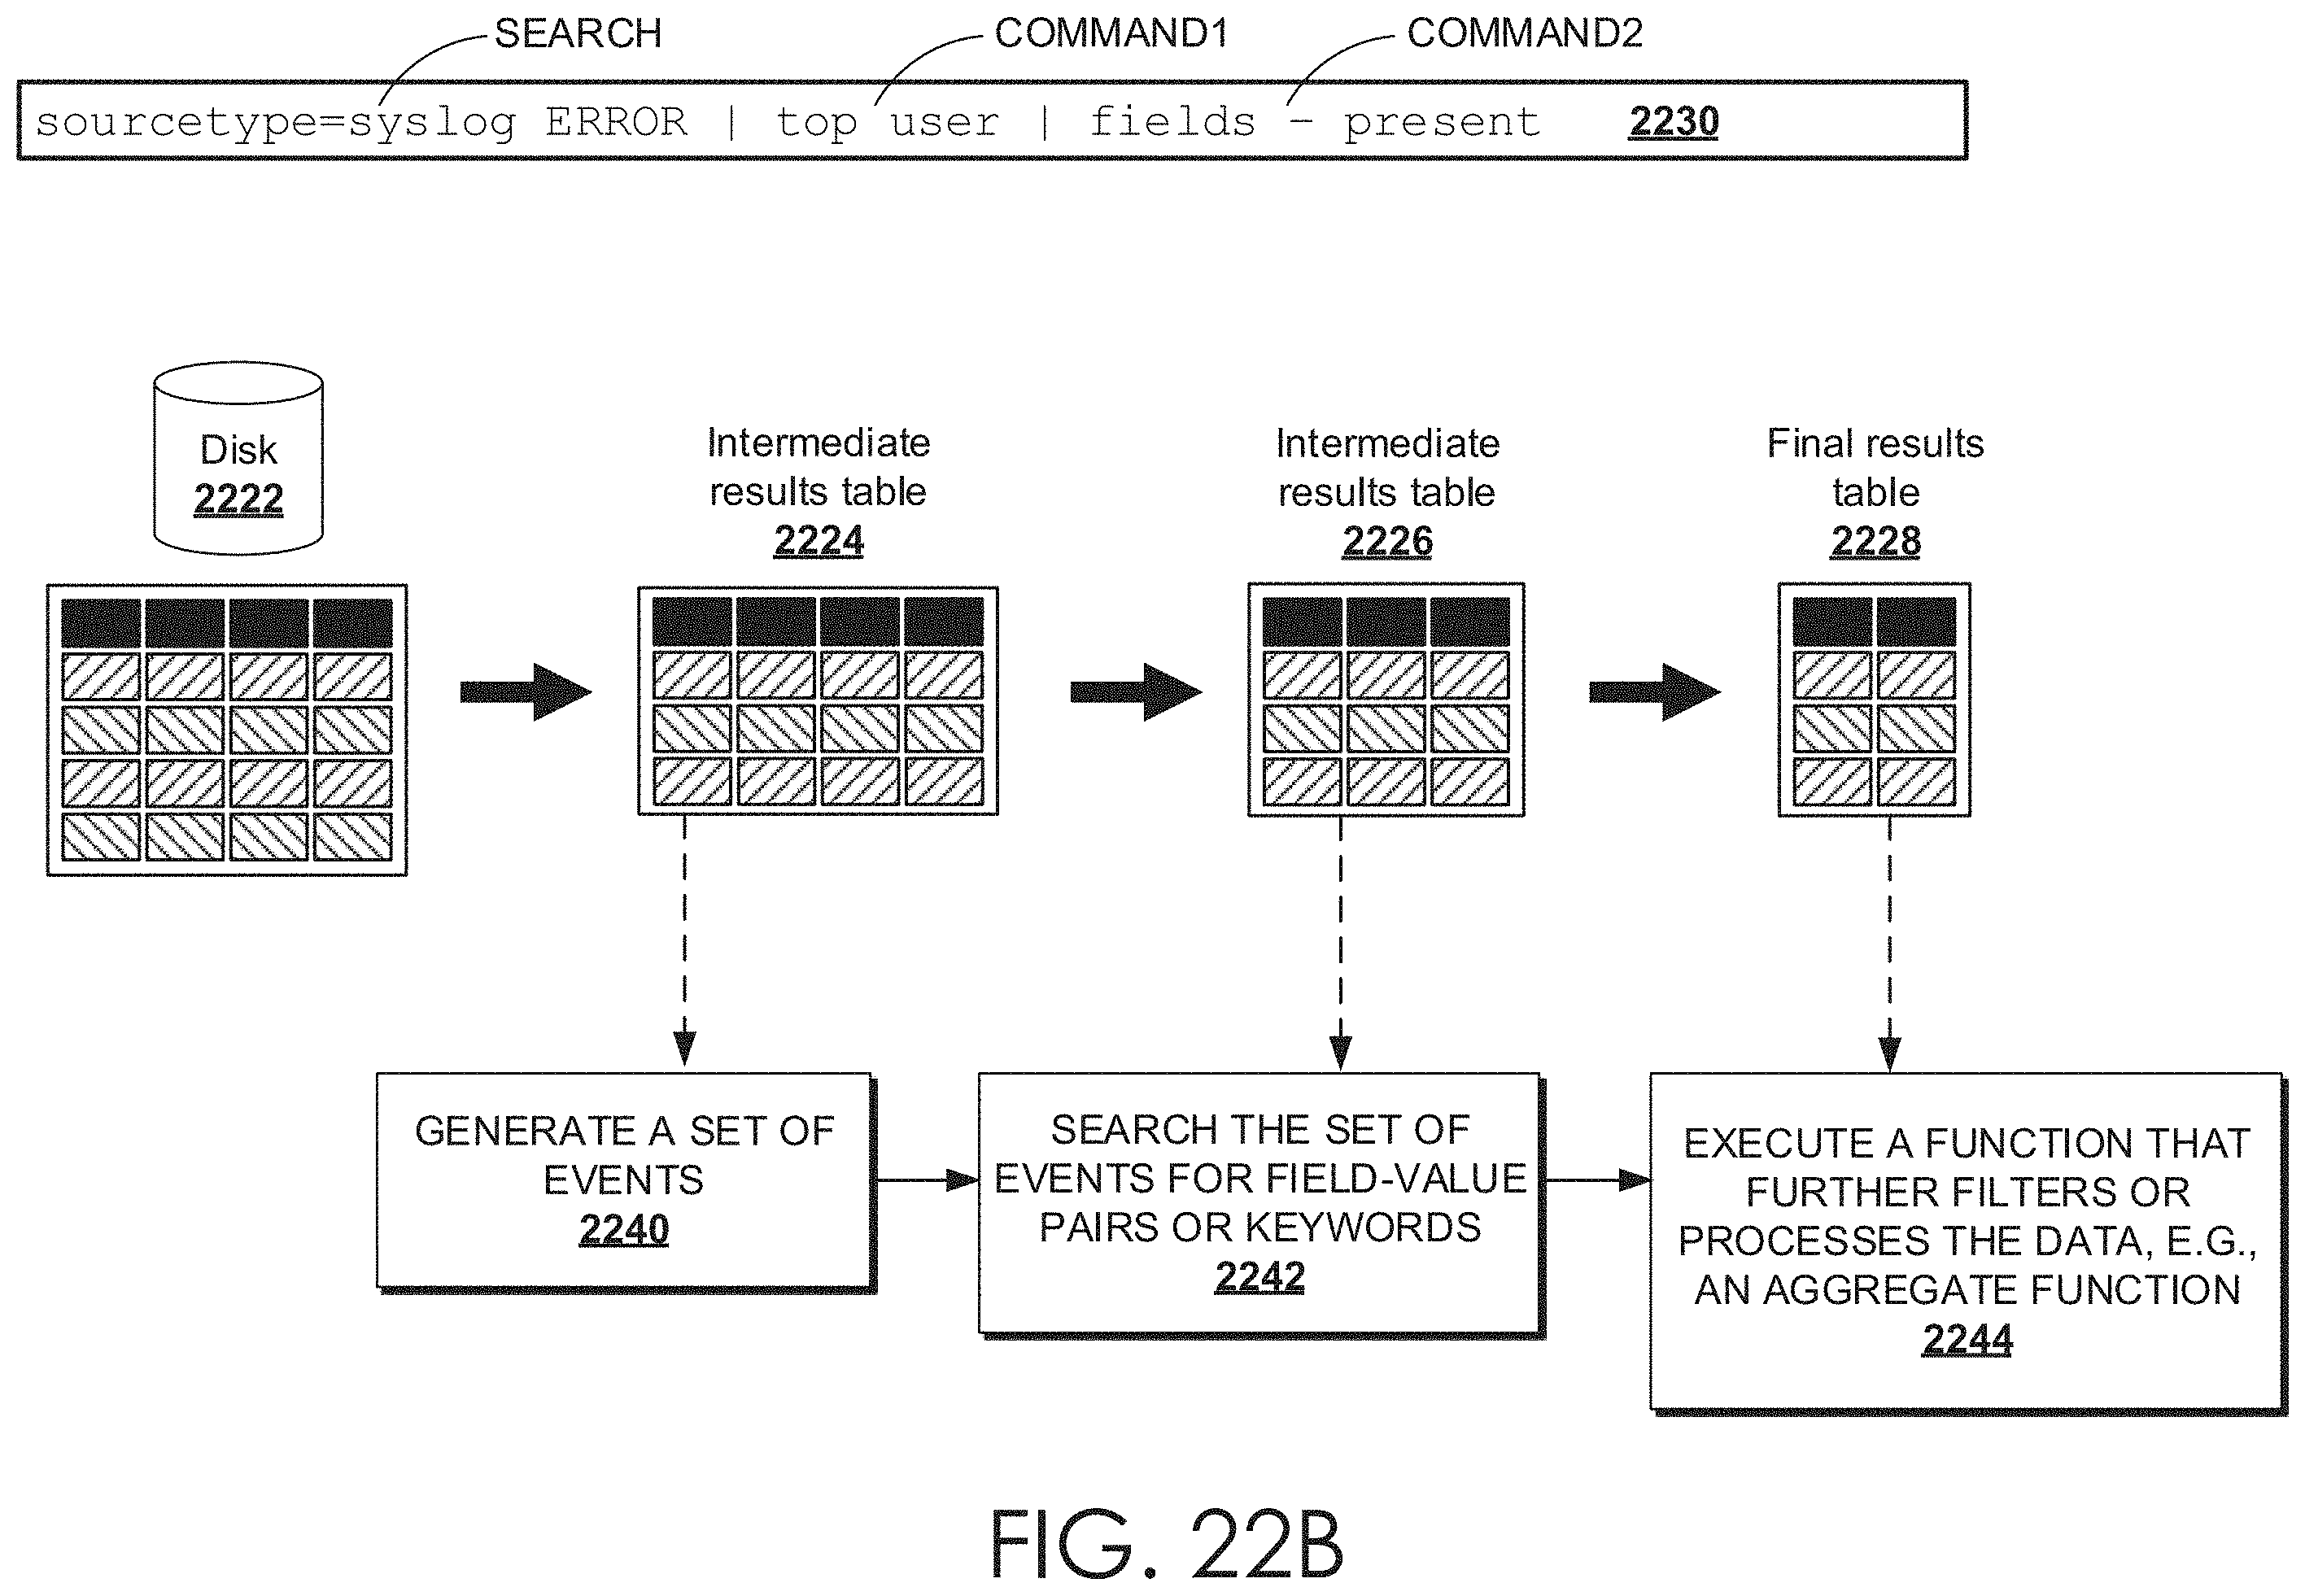 SEARCH
COMMAND1
COMMAND2
sourcetype=syslog ERROR | top user | fields – present 2230
Disk
2222
Intermediate
results table
2224
Intermediate
results table
2226
Final results
table
2228
GENERATE A SET OF
EVENTS
2240
SEARCH THE SET OF
EVENTS FOR FIELD-VALUE
PAIRS OR KEYWORDS
2242
EXECUTE A FUNCTION THAT
FURTHER FILTERS OR
PROCESSES THE DATA, E.G.,
AN AGGREGATE FUNCTION
2244
FIG. 22B